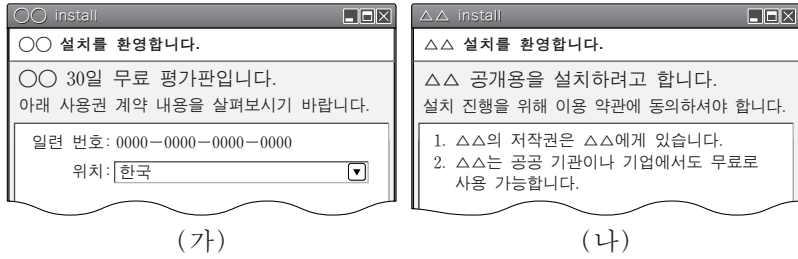 ○○ install
○○ 설치를 환영합니다.
○○ 30일 무료 평가판입니다.
아래 사용권 계약 내용을 살펴보시기 바랍니다.
일련 번호: 0000-0000-0000-0000
위치: 한국
(가)
△△ install
△△ 설치를 환영합니다.
△△ 공개용을 설치하려고 합니다.
설치 진행을 위해 이용 약관에 동의하셔야 합니다.
1. △△의 저작권은 △△에게 있습니다.
2. △△는 공공 기관이나 기업에서도 무료로
사용 가능합니다.
(나)